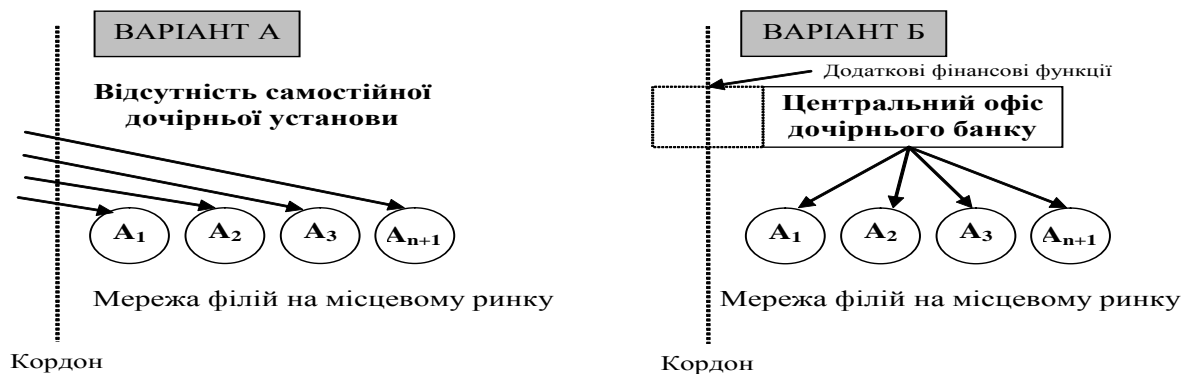 ВАРІАНТ А
Відсутність самостійної
дочірньої установи
A1 A2 A3 An+1
Мережа філій на місцевому ринку
Кордон
ВАРІАНТ Б
Додаткові фінансові функції
Центральний офіс
дочірнього банку
A1 A2 A3 An+1
Мережа філій на місцевому ринку
Кордон